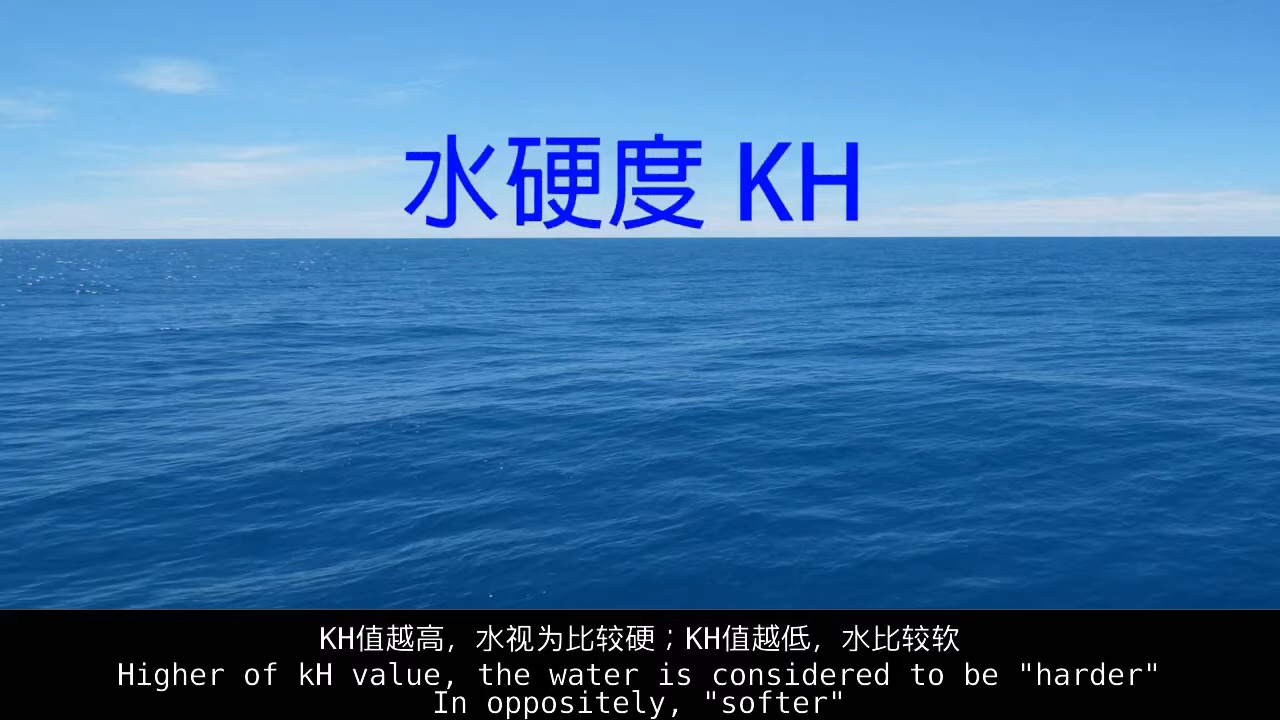 水硬度 KH
KH值越高，水视为比较硬；KH值越低，水比较软
Higher of kH value, the water is considered to be "harder"
In oppositely, "softer"